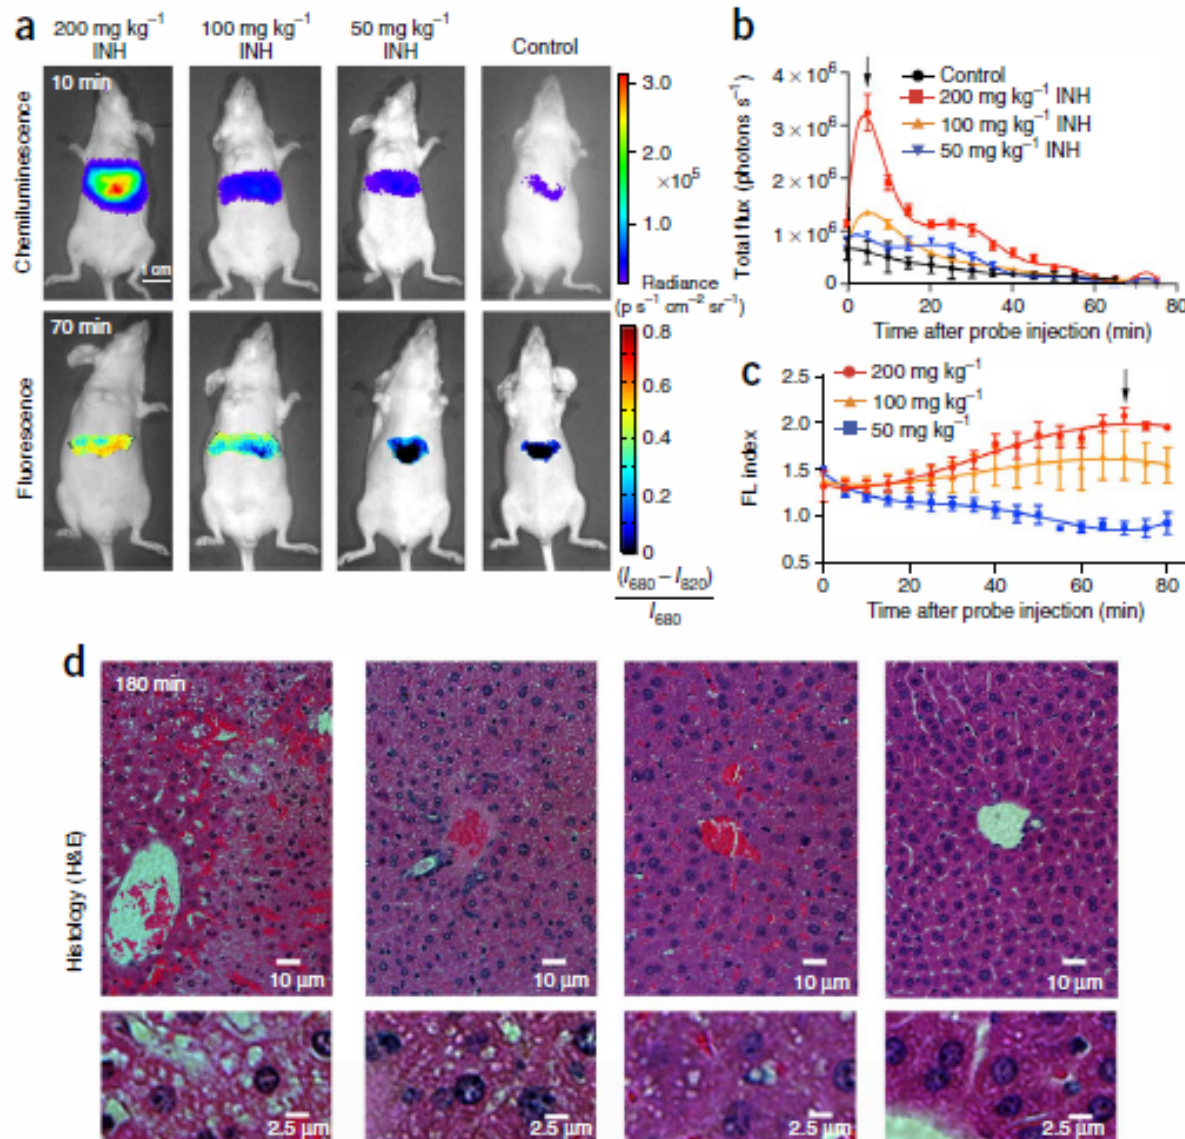 a
200 mg kg⁻¹
INH
100 mg kg⁻¹
INH
50 mg kg⁻¹
INH
Control
Chemiluminescence
10 min
1 cm
3.0
2.0
×10⁵
1.0
Radiance
(p s⁻¹ cm⁻² sr⁻¹)
Fluorescence
70 min
0.8
0.6
0.4
0.2
0
(I₆₈₀ – I₈₂₀)
I₆₈₀
b
Total flux (photons s⁻¹)
4 × 10⁶
3 × 10⁶
2 × 10⁶
1 × 10⁶
0
Control
200 mg kg⁻¹ INH
100 mg kg⁻¹ INH
50 mg kg⁻¹ INH
0 20 40 60 80
Time after probe injection (min)
c
FL index
2.5
2.0
1.5
1.0
0.5
200 mg kg⁻¹
100 mg kg⁻¹
50 mg kg⁻¹
0 20 40 60 80
Time after probe injection (min)
d
Histology (H&E)
180 min
10 µm
10 µm
10 µm
10 µm
2.5 µm
2.5 µm
2.5 µm
2.5 µm